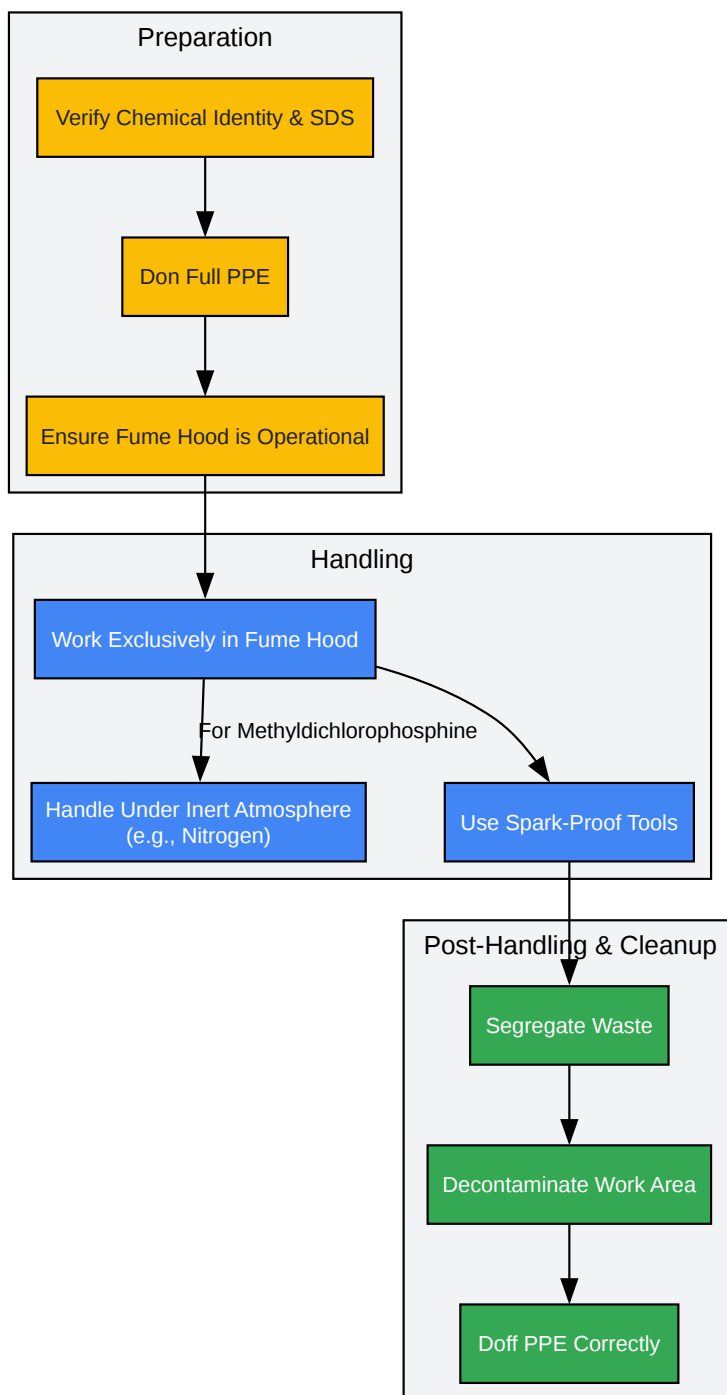 Preparation
Verify Chemical Identity & SDS
Don Full PPE
Ensure Fume Hood is Operational
Handling
Work Exclusively in Fume Hood
For Methyldichlorophosphine
Handle Under Inert Atmosphere
(e.g., Nitrogen)
Use Spark-Proof Tools
Post-Handling & Cleanup
Segregate Waste
Decontaminate Work Area
Doff PPE Correctly